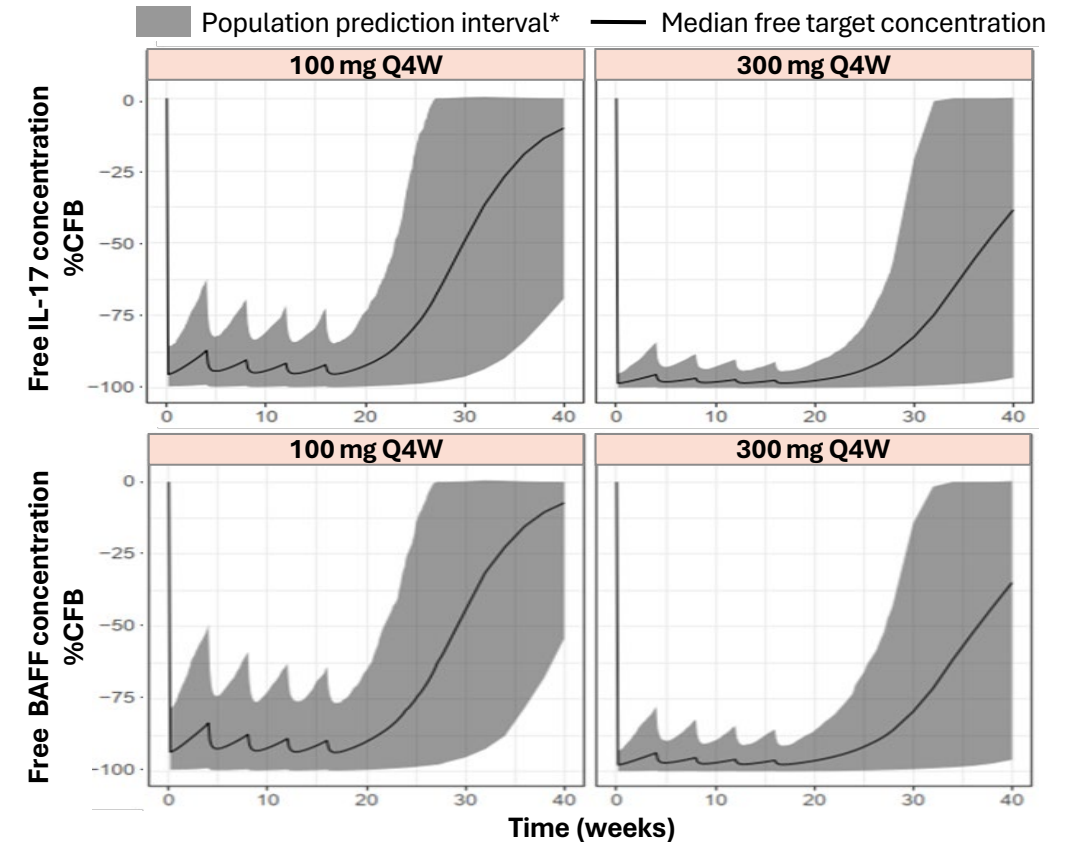 Population prediction interval* Median free target concentration
100 mg Q4W 300 mg Q4W
Free IL-17 concentration
%CFB
0
−25
−50
−75
−100
0 10 20 30 40 0 10 20 30 40
100 mg Q4W 300 mg Q4W
Free BAFF concentration
%CFB
0
−25
−50
−75
−100
0 10 20 30 40 0 10 20 30 40
Time (weeks)